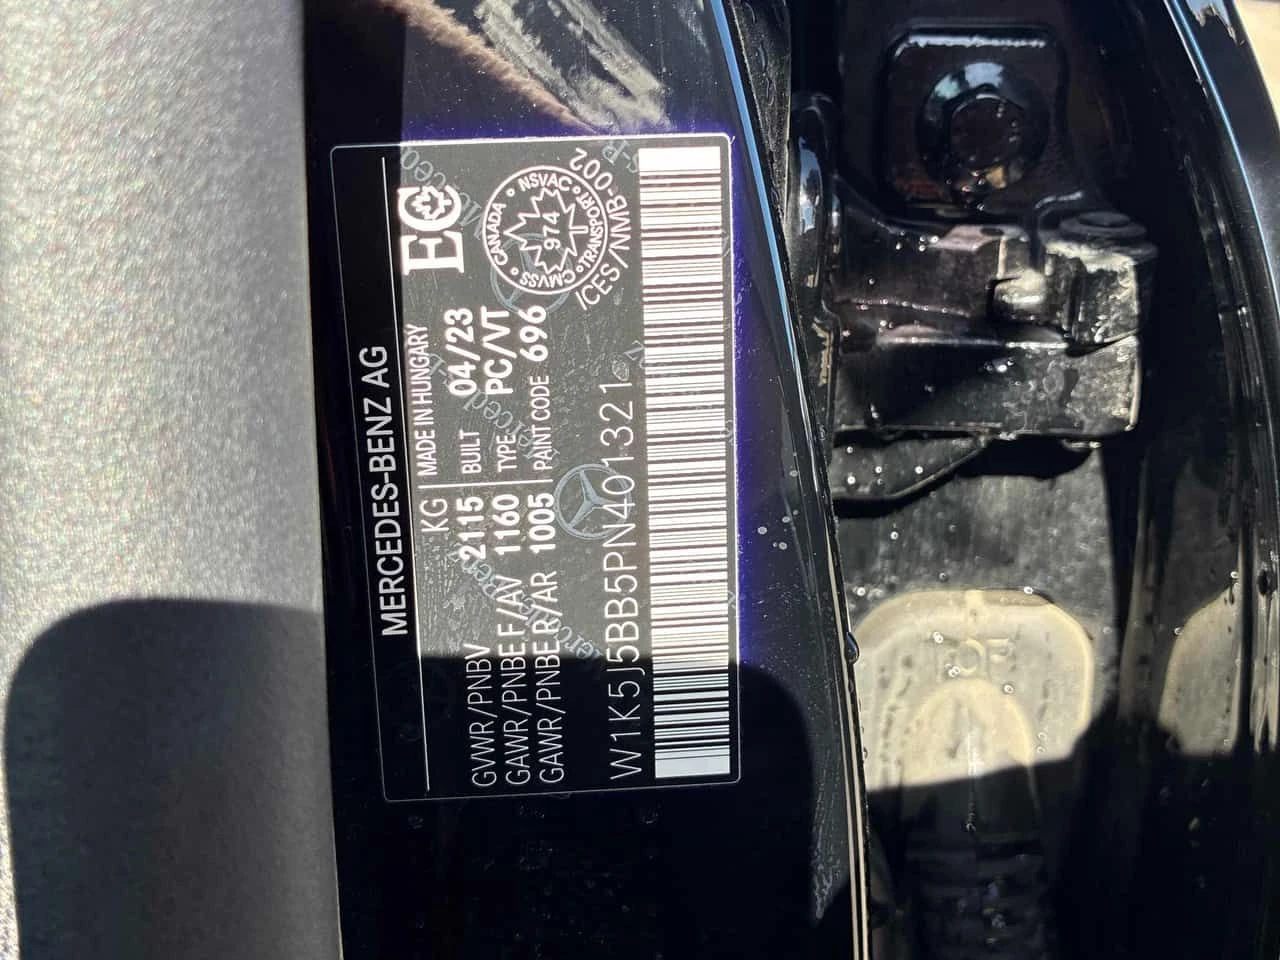 MERCEDES-BENZ AG
KG
MADE IN HUNGARY
EC
GVWR/PNBV 2115
BUILT 04/23
GAWR/PNBE F/AV 1160
TYPE PC/VT
GAWR/PNBE R/AR 1005
PAINT CODE 696
CANADA · NSVAC · TRANSPORT · CMVSS
974
ICES/NMB-002
W1K5J5BB5PN401321